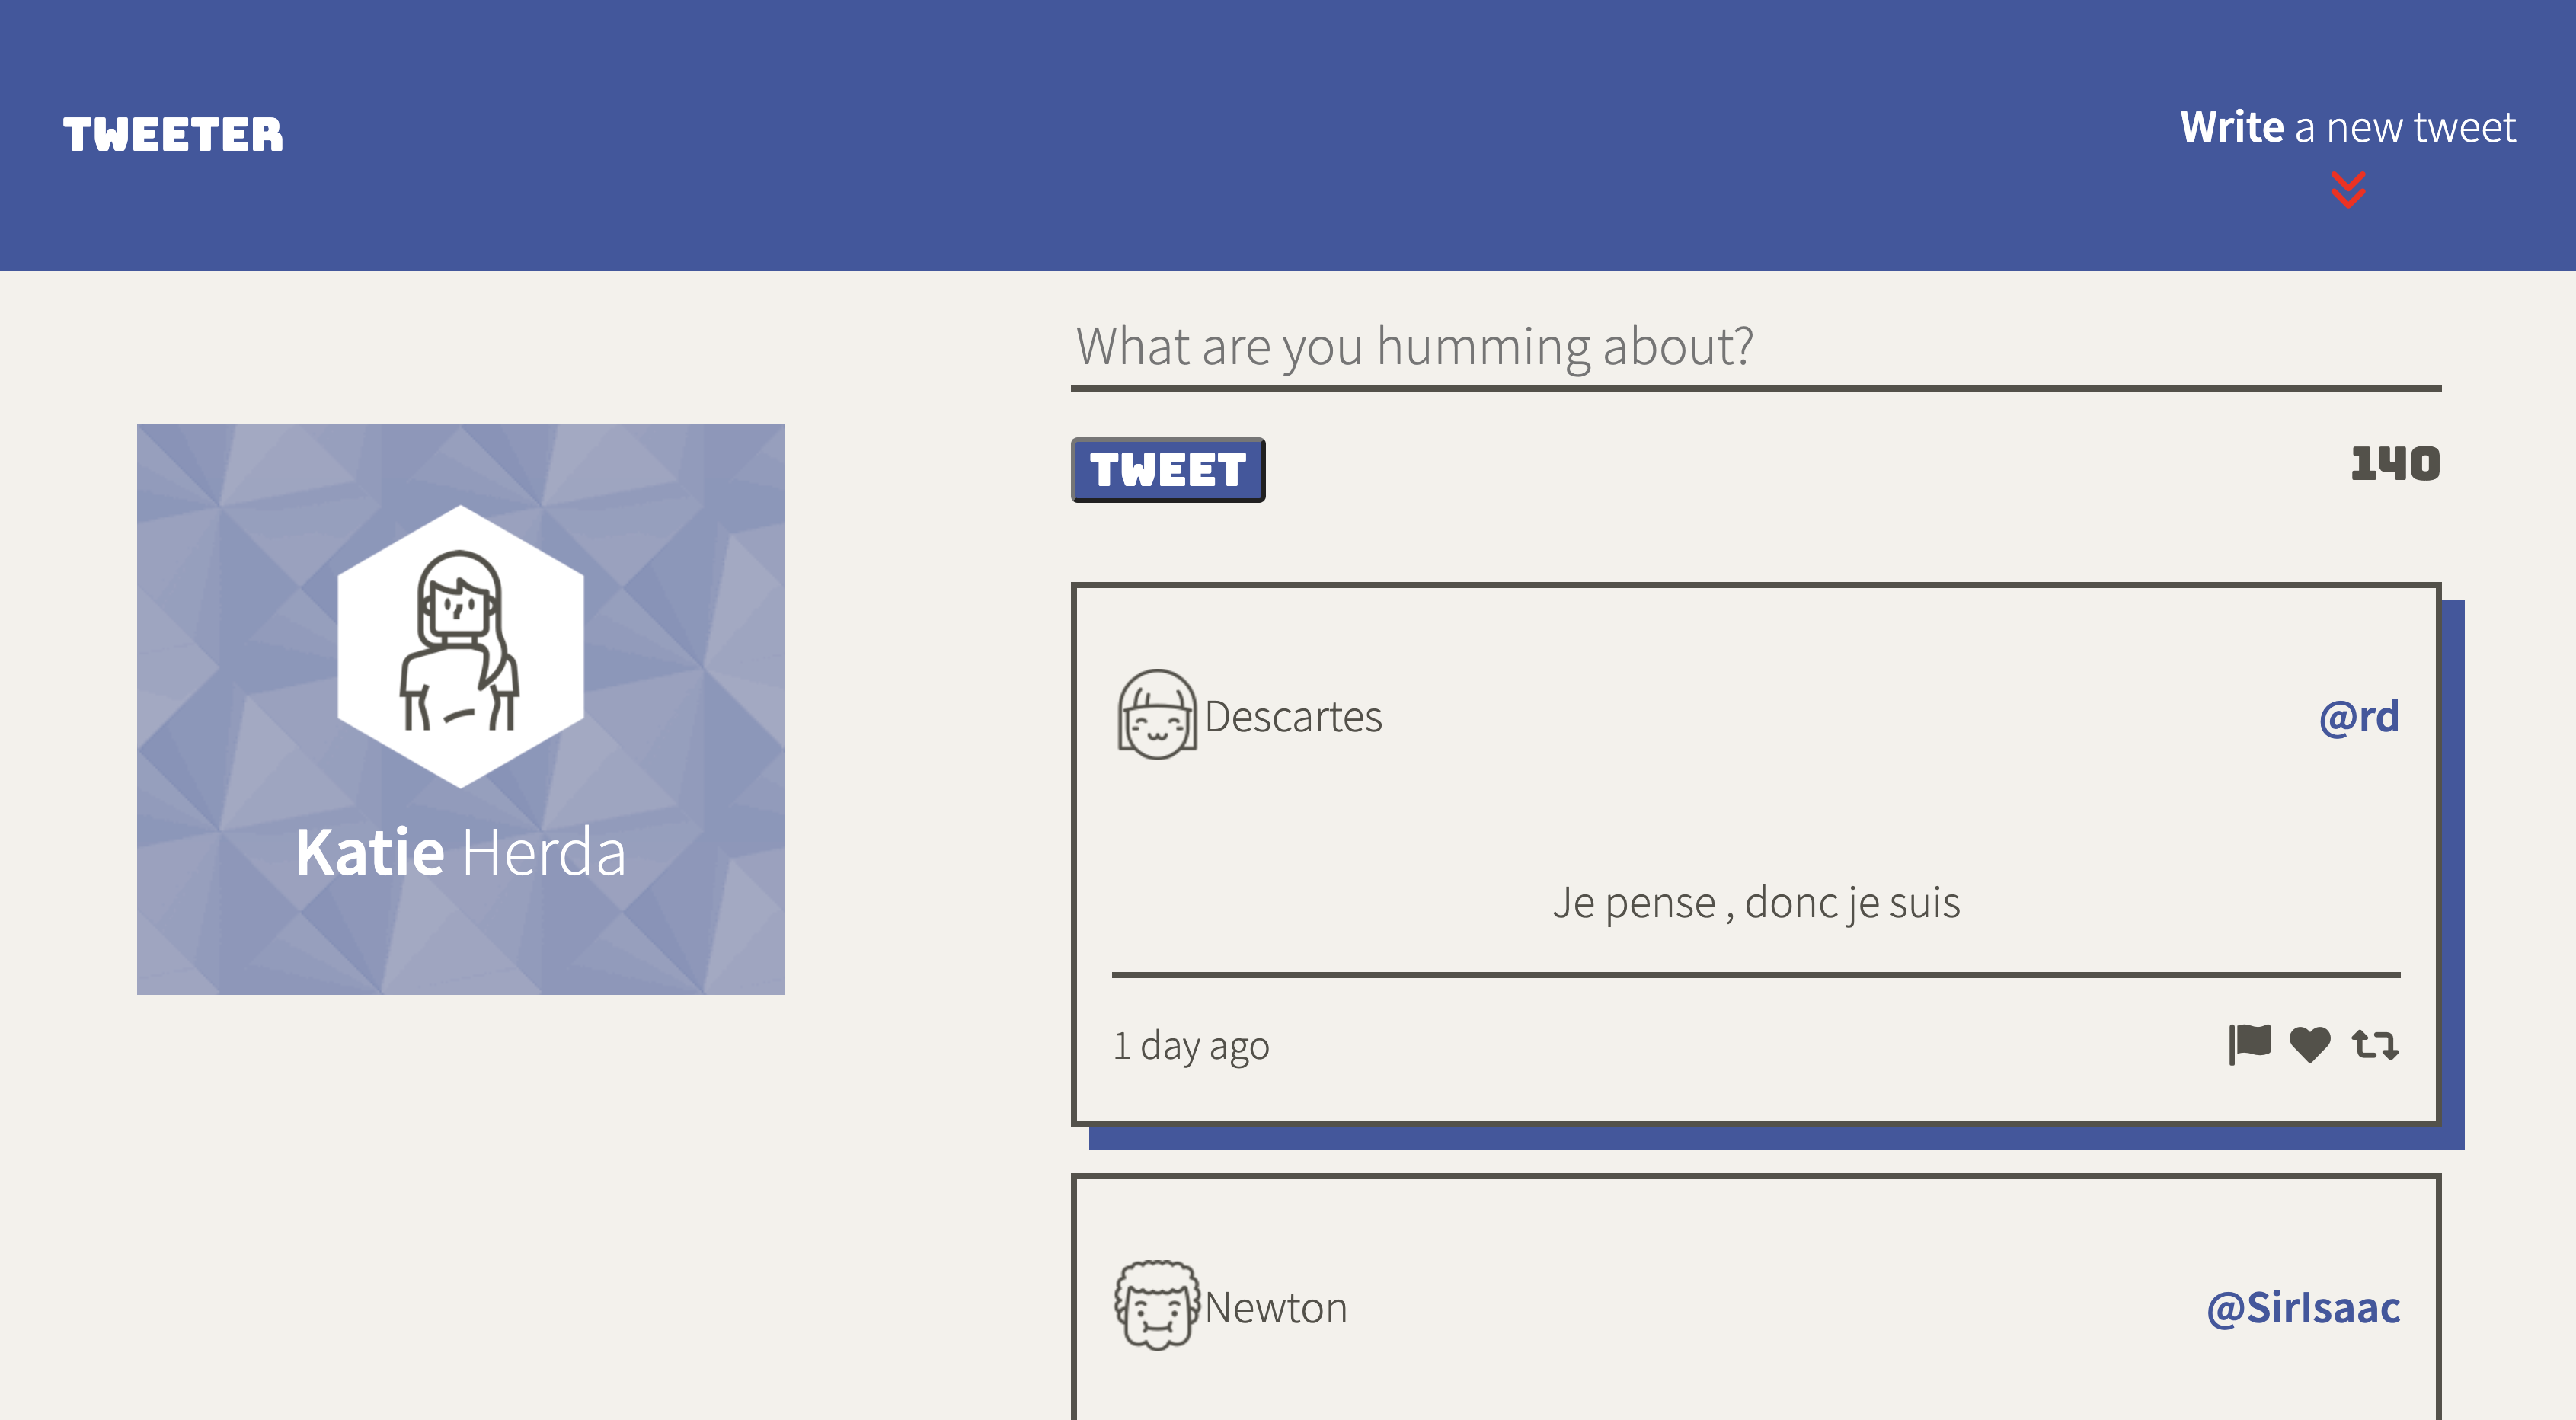 TWEETER
Write a new tweet
What are you humming about?
TWEET
140
Katie Herda
Descartes
@rd
Je pense , donc je suis
1 day ago
Newton
@SirIsaac